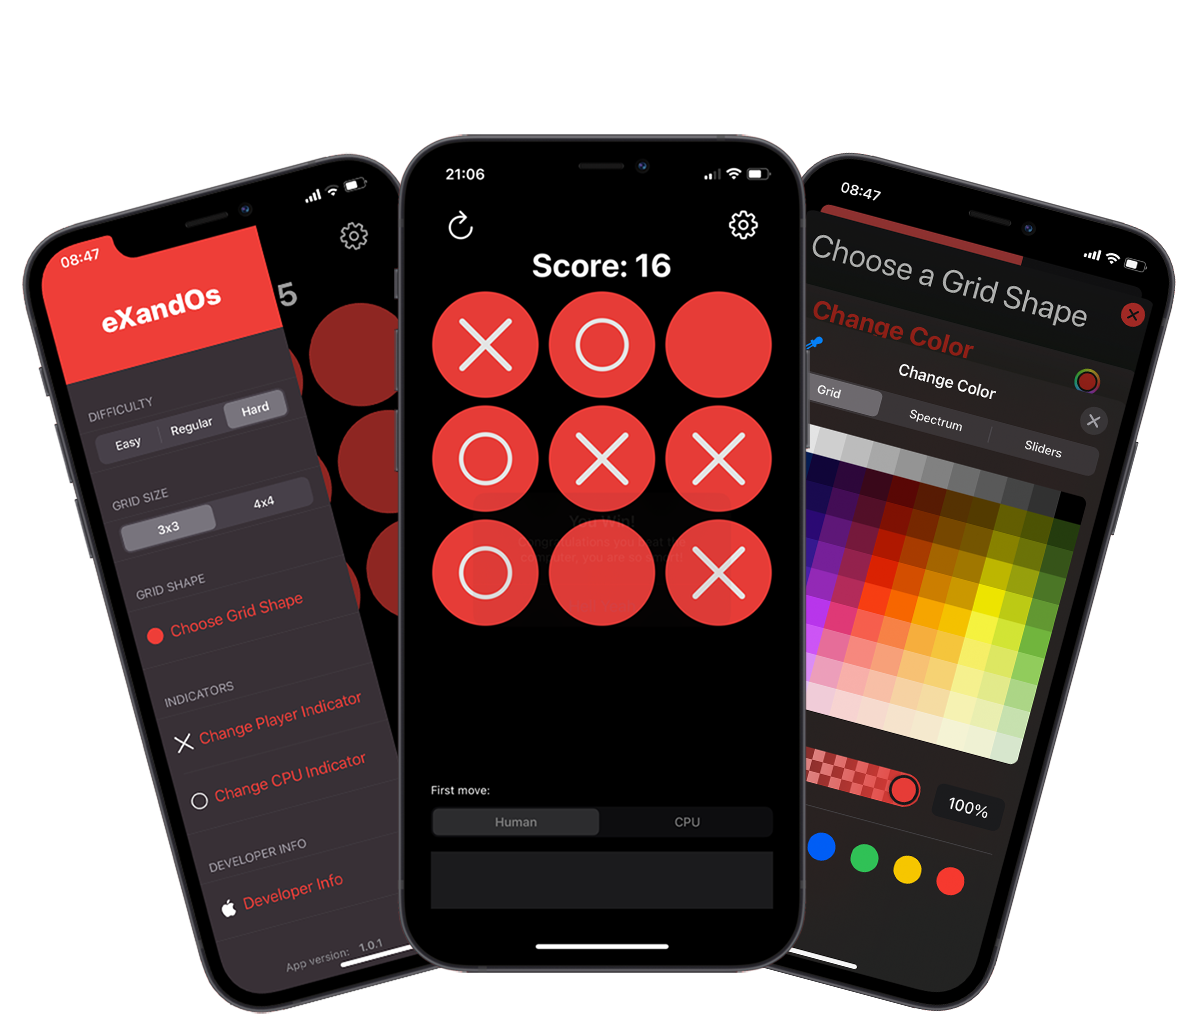 08:47
eXandOs
5
DIFFICULTY
Easy
Regular
Hard
GRID SIZE
3x3
4x4
GRID SHAPE
Choose Grid Shape
INDICATORS
Change Player Indicator
Change CPU Indicator
DEVELOPER INFO
Developer Info
App version: 1.0.1
21:06
Score: 16
You Win!
First move:
Human
CPU
08:47
Choose a Grid Shape
Change Color
Change Color
Grid
Spectrum
Sliders
100%